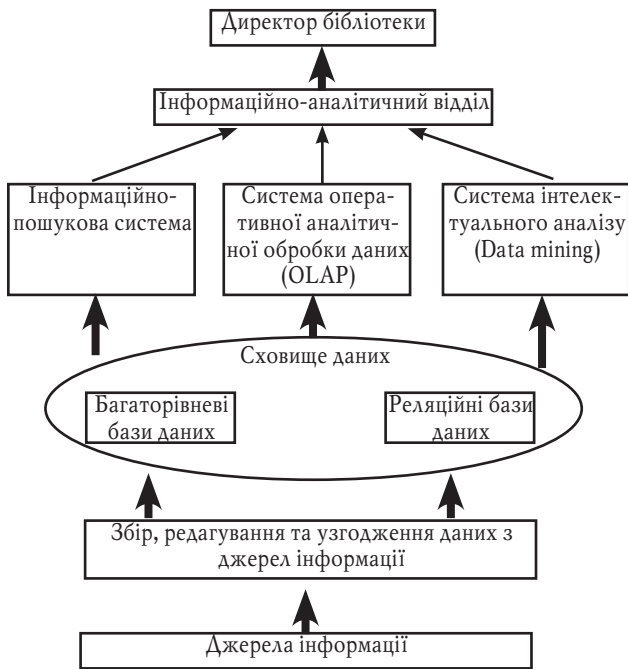 Директор бібліотеки
Інформаційно-аналітичний відділ
Інформаційно-
пошукова система
Система опера-
тивної аналітич-
ної обробки даних
(OLAP)
Система інтелек-
туального аналізу
(Data mining)
Сховище даних
Багаторівневі
бази даних
Реляційні бази
даних
Збір, редагування та узгодження даних з
джерел інформації
Джерела інформації